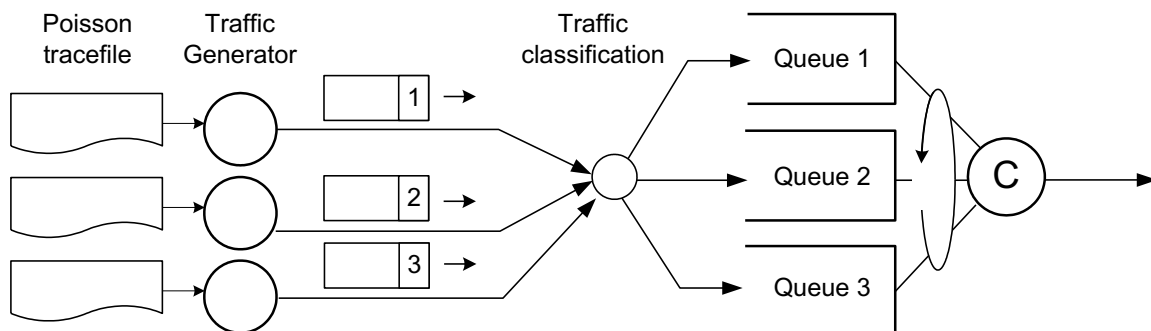 Poisson
tracefile
Traffic
Generator
Traffic
classification
1
2
3
Queue 1
Queue 2
Queue 3
C